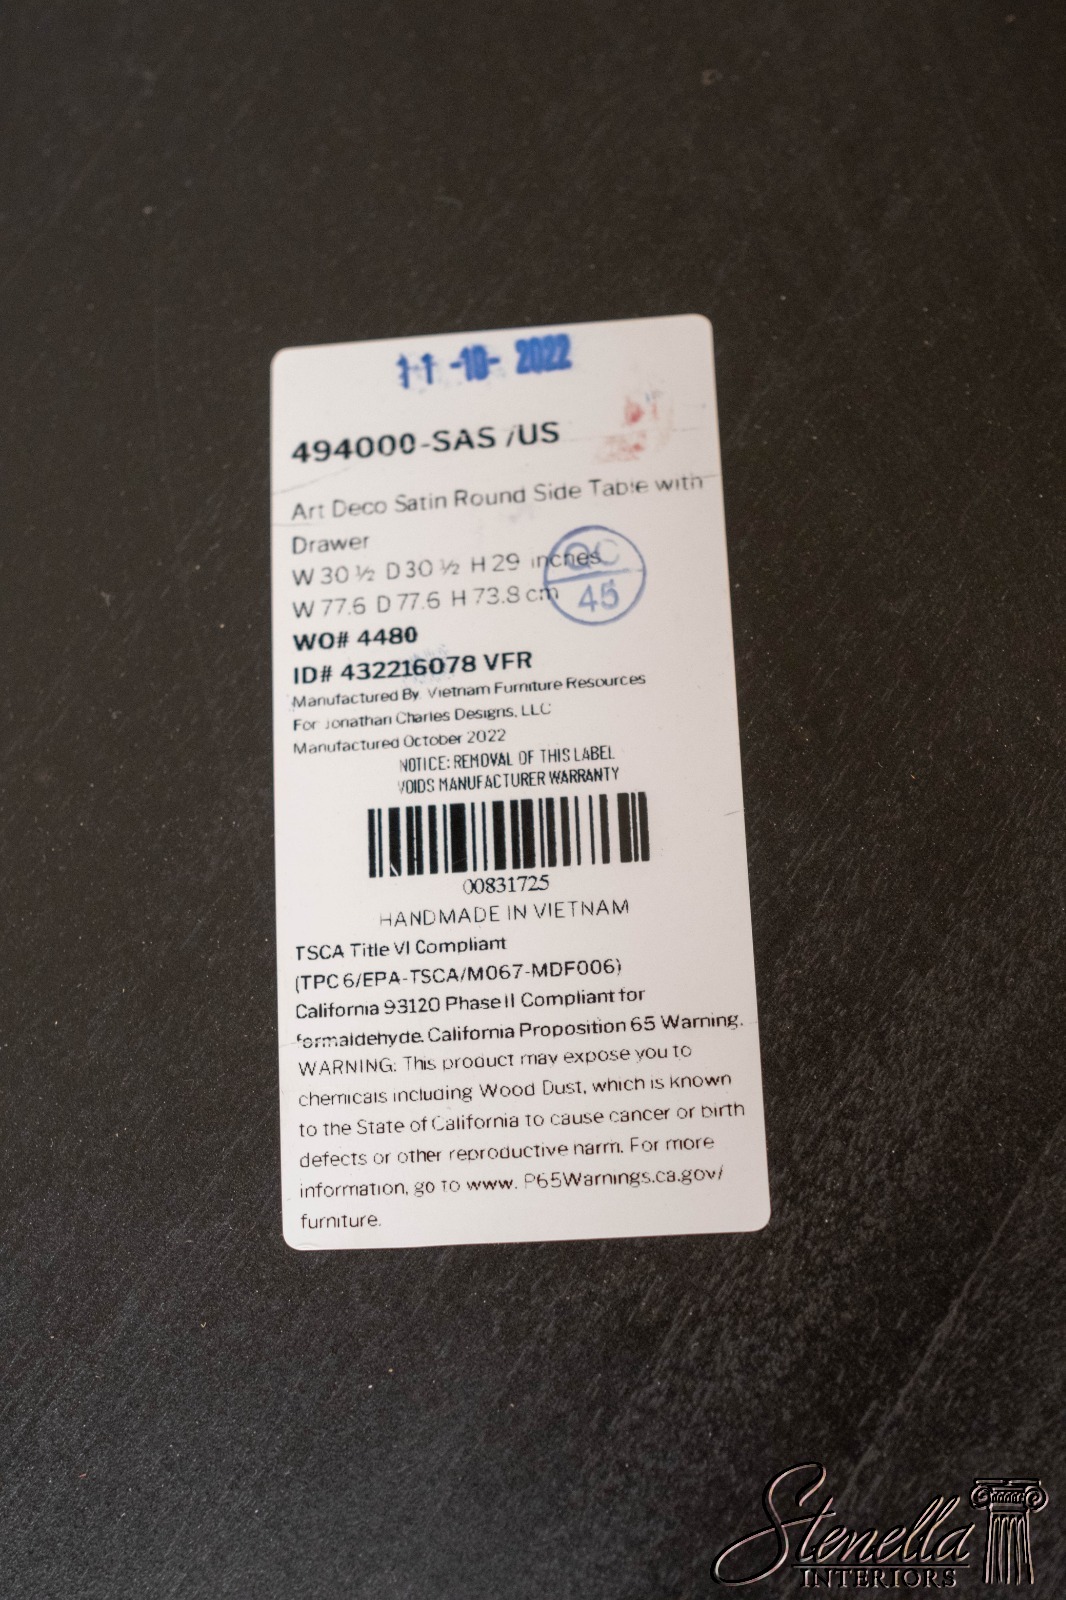 11 -10- 2022
494000-SAS /US
Art Deco Satin Round Side Table with
Drawer
W 30 ½ D 30 ½ H 29 inches
W 77.6 D 77.6 H 73.8 cm
QC
45
WO# 4480
ID# 432216078 VFR
Manufactured By Vietnam Furniture Resources
For Jonathan Charles Designs, LLC
Manufactured October 2022
NOTICE: REMOVAL OF THIS LABEL
VOIDS MANUFACTURER WARRANTY
00831725
HANDMADE IN VIETNAM
TSCA Title VI Compliant
(TPC 6/EPA-TSCA/M067-MDF006)
California 93120 Phase II Compliant for
formaldehyde. California Proposition 65 Warning.
WARNING: This product may expose you to
chemicals including Wood Dust, which is known
to the State of California to cause cancer or birth
defects or other reproductive harm. For more
information, go to www. P65Warnings.ca.gov/
furniture.
Stenella
INTERIORS